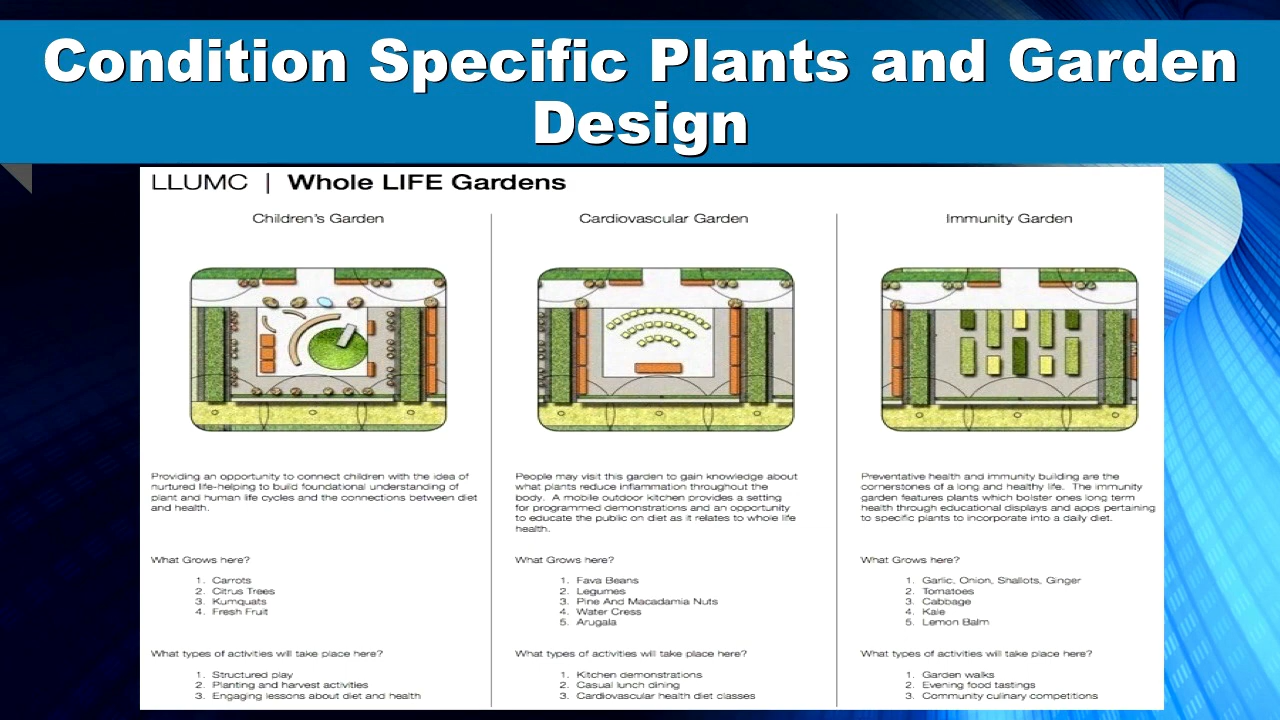 Condition Specific Plants and Garden
Design
LLUMC | Whole LIFE Gardens
Children's Garden
Providing an opportunity to connect children with the idea of
nurtured life-helping to build foundational understanding of
plant and human life cycles and the connections between diet
and health.
What Grows here?
1. Carrots
2. Citrus Trees
3. Kumquats
4. Fresh Fruit
What types of activities will take place here?
1. Structured play
2. Planting and harvest activities
3. Engaging lessons about diet and health
Cardiovascular Garden
People may visit this garden to gain knowledge about
what plants reduce inflammation throughout the
body. A mobile outdoor kitchen provides a setting
for programmed demonstrations and an opportunity
to educate the public on diet as it relates to whole life
health.
What Grows here?
1. Fava Beans
2. Legumes
3. Pine And Macadamia Nuts
4. Water Cress
5. Arugala
What types of activities will take place here?
1. Kitchen demonstrations
2. Casual lunch dining
3. Cardiovascular health diet classes
Immunity Garden
Preventative health and immunity building are the
cornerstones of a long and healthy life. The immunity
garden features plants which bolster ones long term
health through educational displays and apps pertaining
to specific plants to incorporate into a daily diet.
What Grows here?
1. Garlic, Onion, Shallots, Ginger
2. Tomatoes
3. Cabbage
4. Kale
5. Lemon Balm
What types of activities will take place here?
1. Garden walks
2. Evening food tastings
3. Community culinary competitions